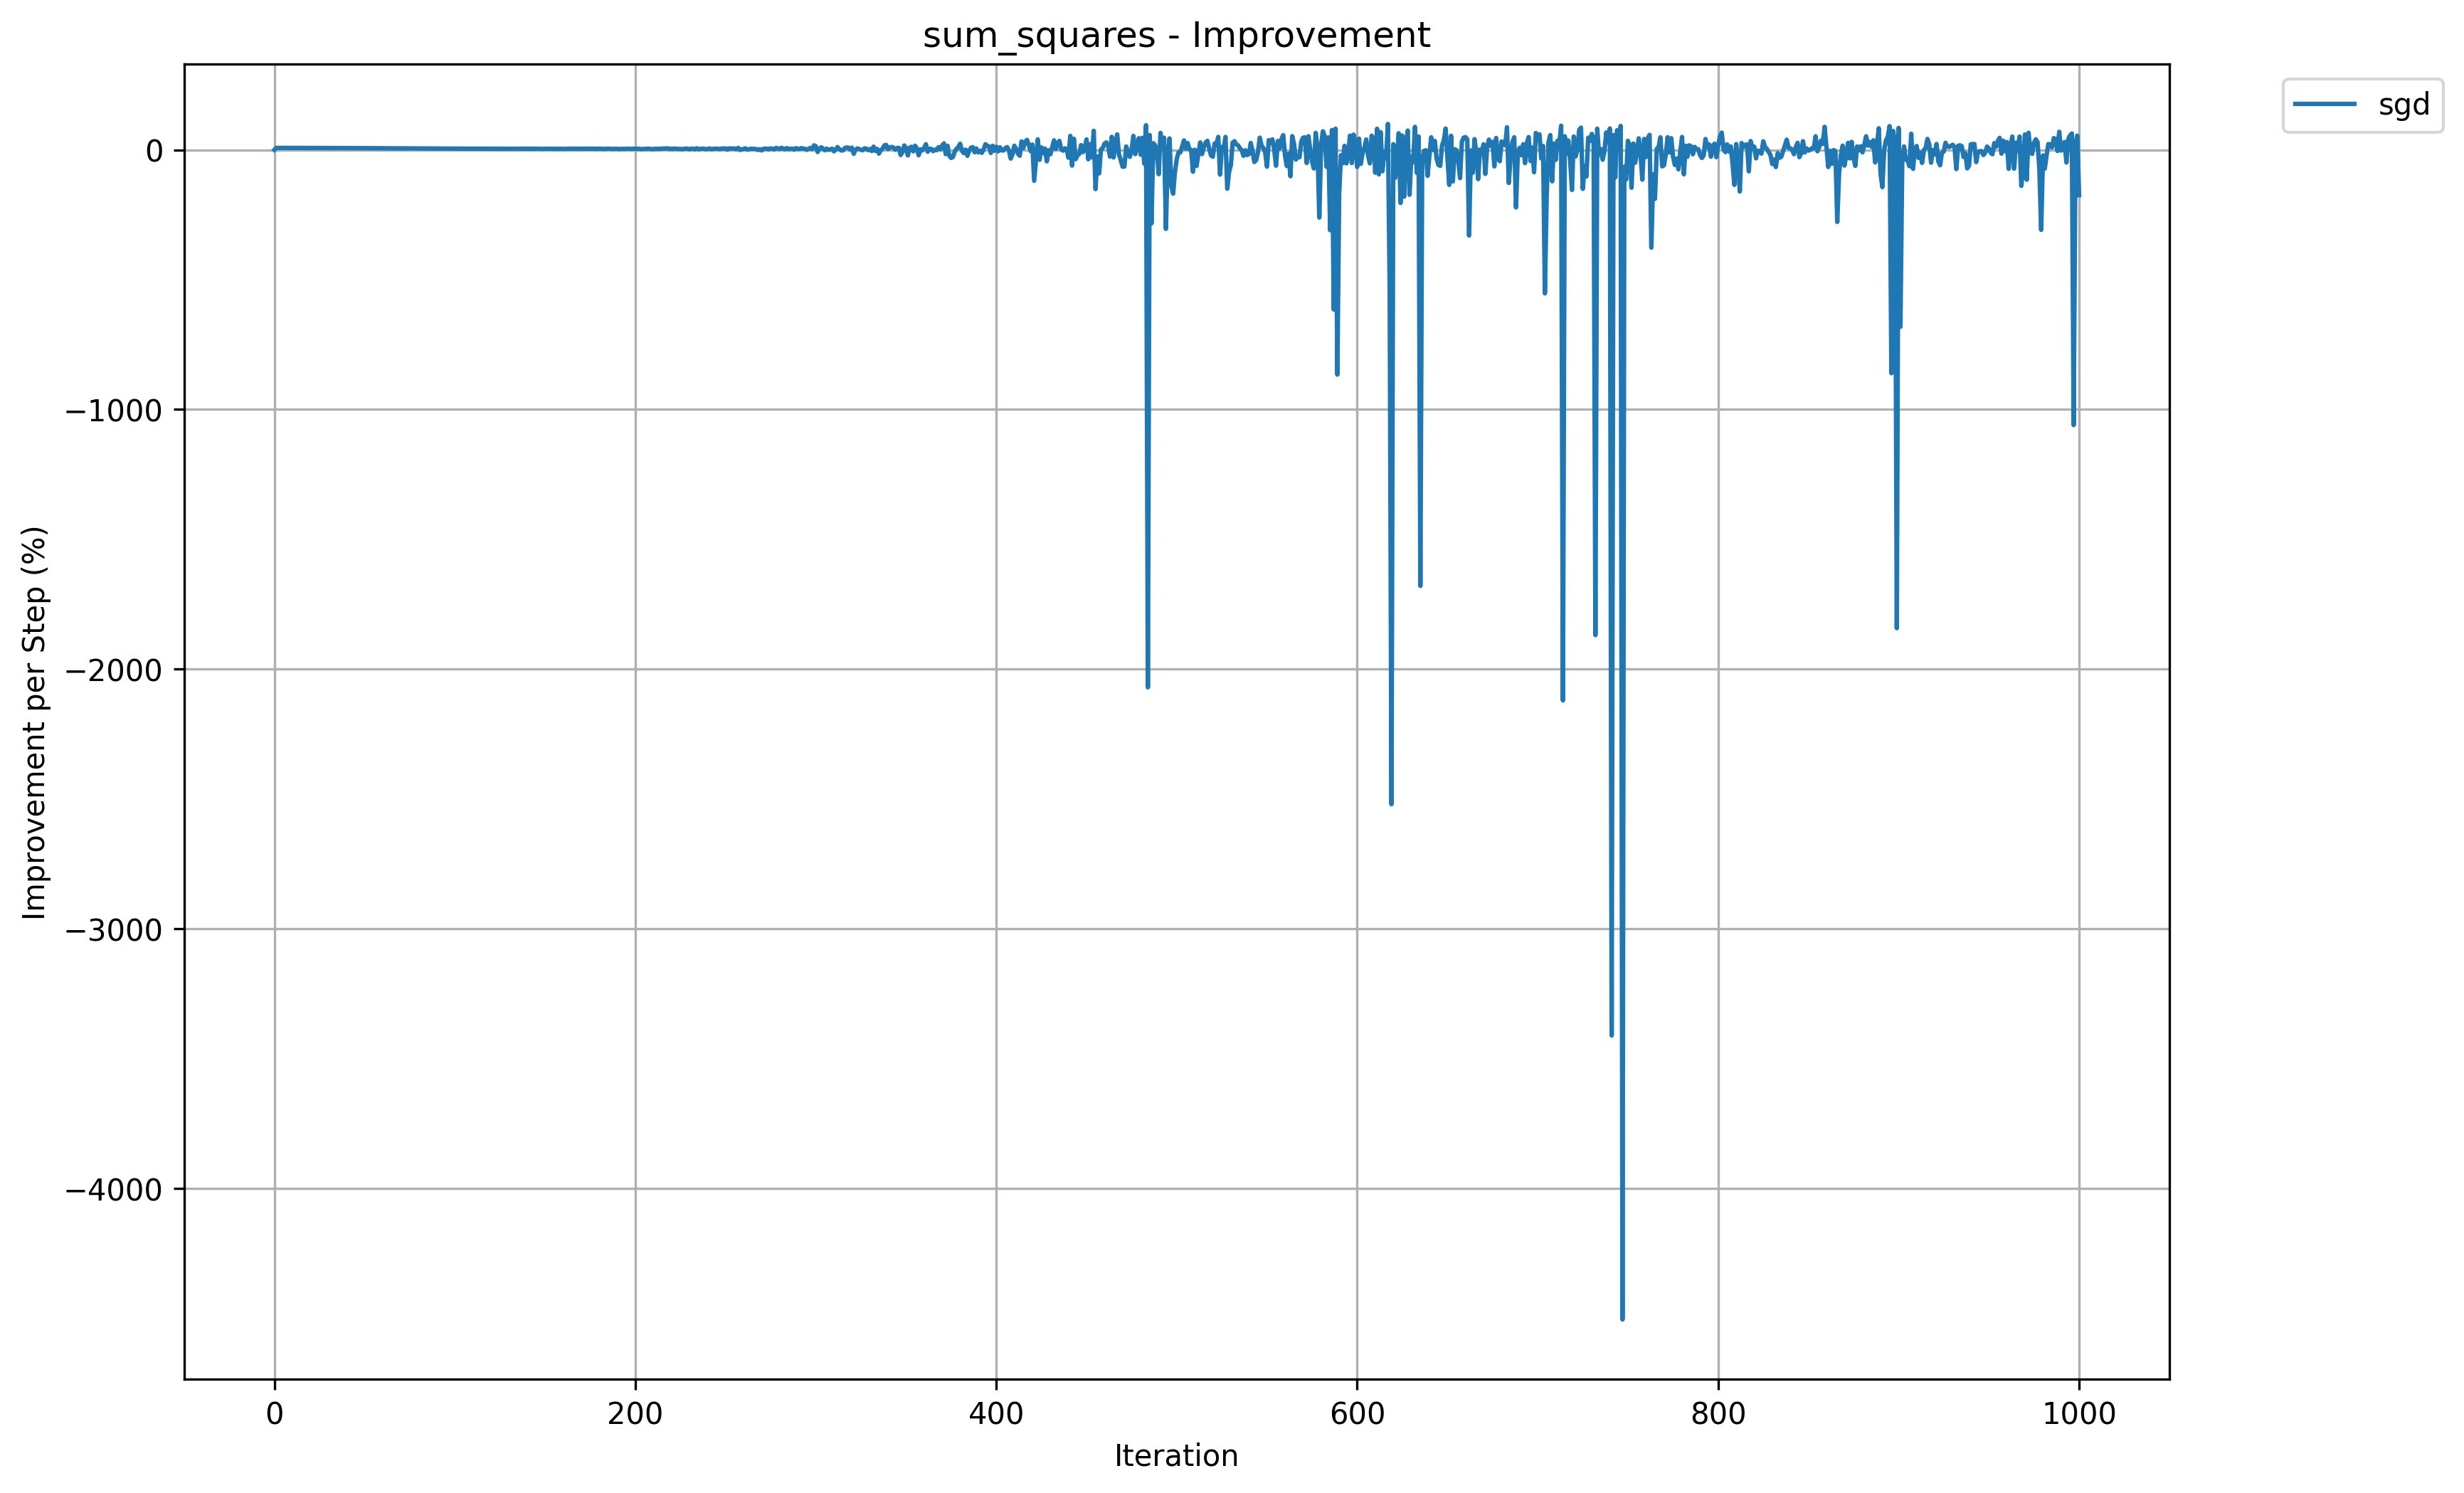 sum_squares - Improvement
sgd
Improvement per Step (%)
0
−1000
−2000
−3000
−4000
0 200 400 600 800 1000
Iteration